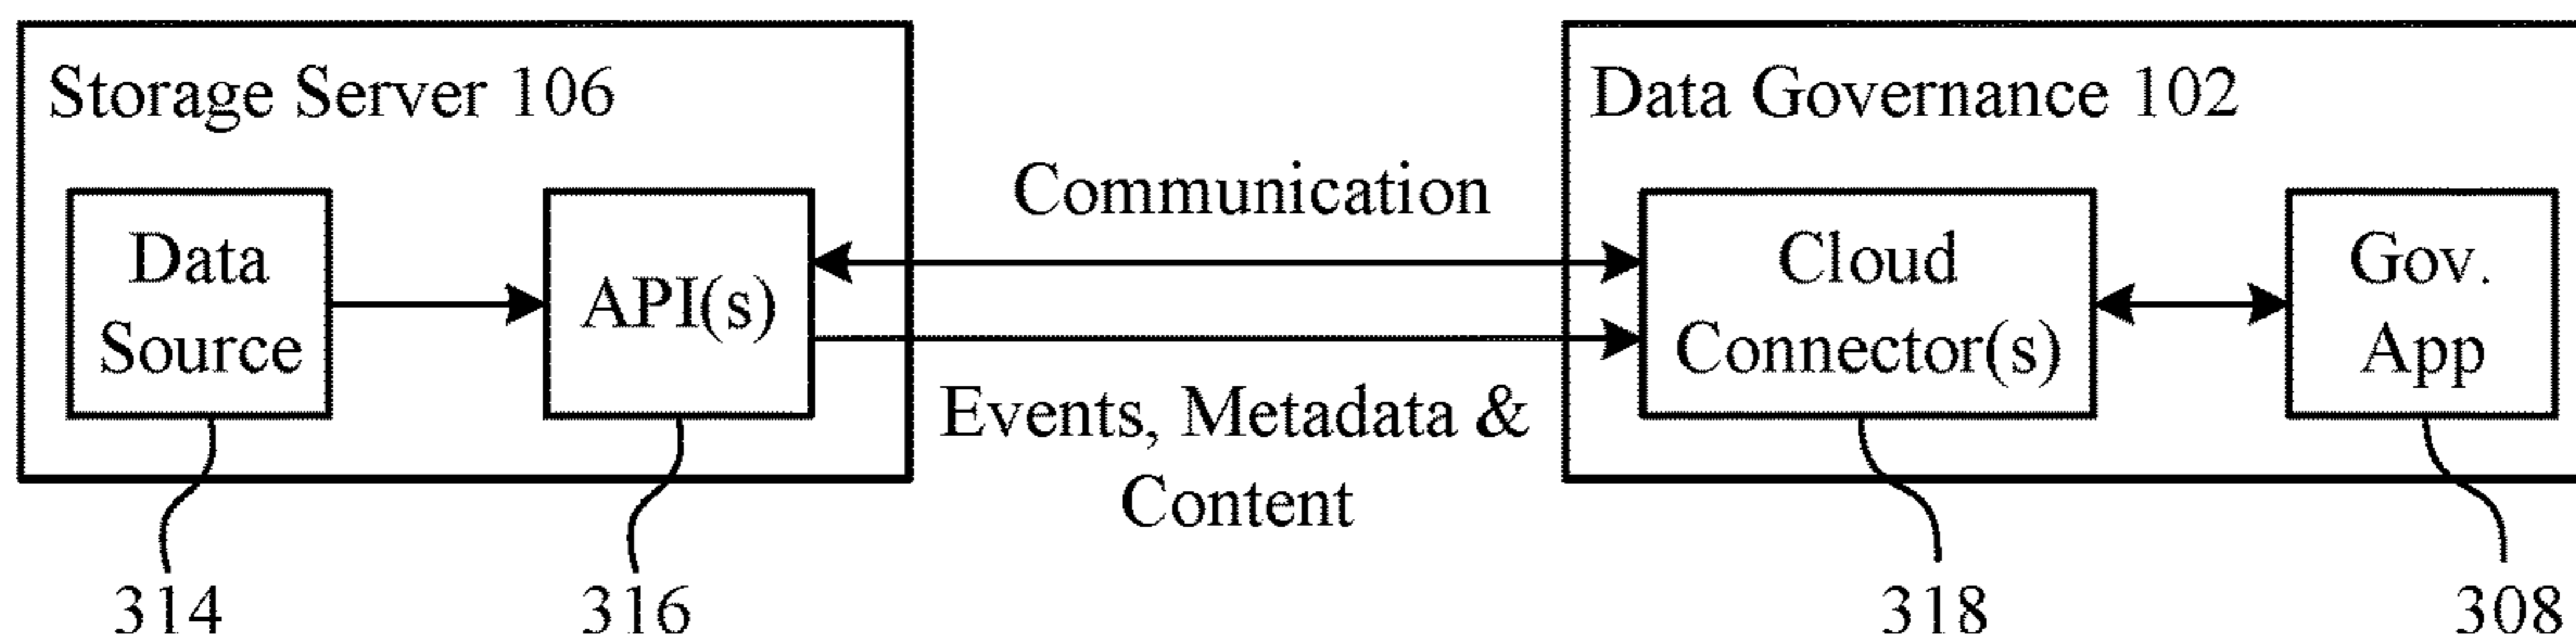 Storage Server 106
Data
Source
API(s)
Communication
Events, Metadata &
Content
Data Governance 102
Cloud
Connector(s)
Gov.
App
314
316
318
308